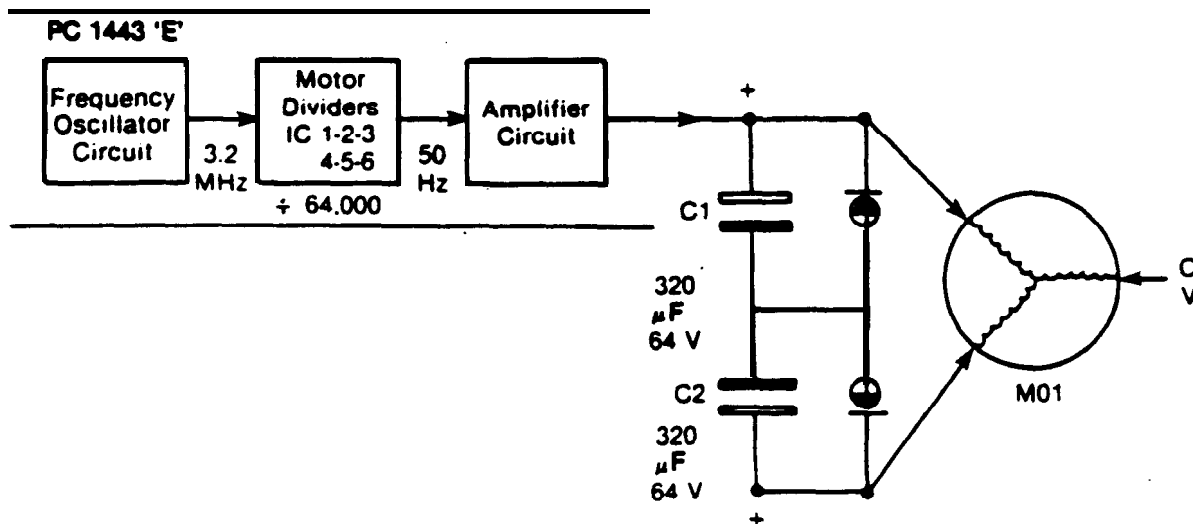 PC 1443 'E'
Frequency
Oscillator
Circuit
3.2
MHz
Motor
Dividers
IC 1-2-3
4-5-6
÷ 64,000
50
Hz
Amplifier
Circuit
+
C1
320
µF
64 V
C2
320
µF
64 V
+
M01
O
V